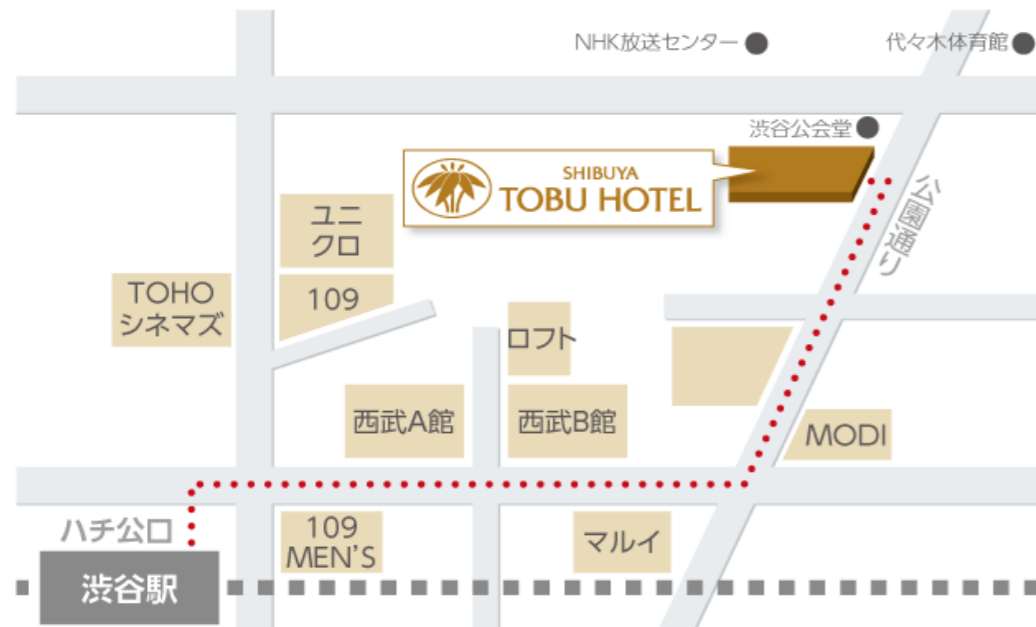 NHK放送センター
代々木体育館
渋谷公会堂
SHIBUYA
TOBU HOTEL
公園通り
ユニ
クロ
109
TOHO
シネマズ
ロフト
西武A館
西武B館
MODI
ハチ公口
109
MEN'S
マルイ
渋谷駅